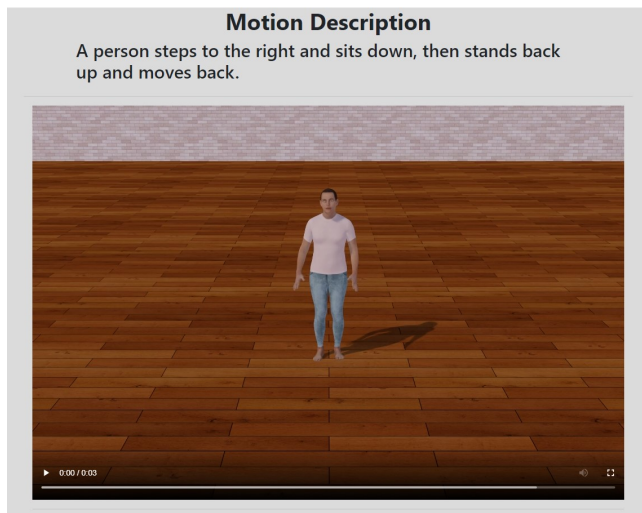 Motion Description
A person steps to the right and sits down, then stands back
up and moves back.
0:00 / 0:03